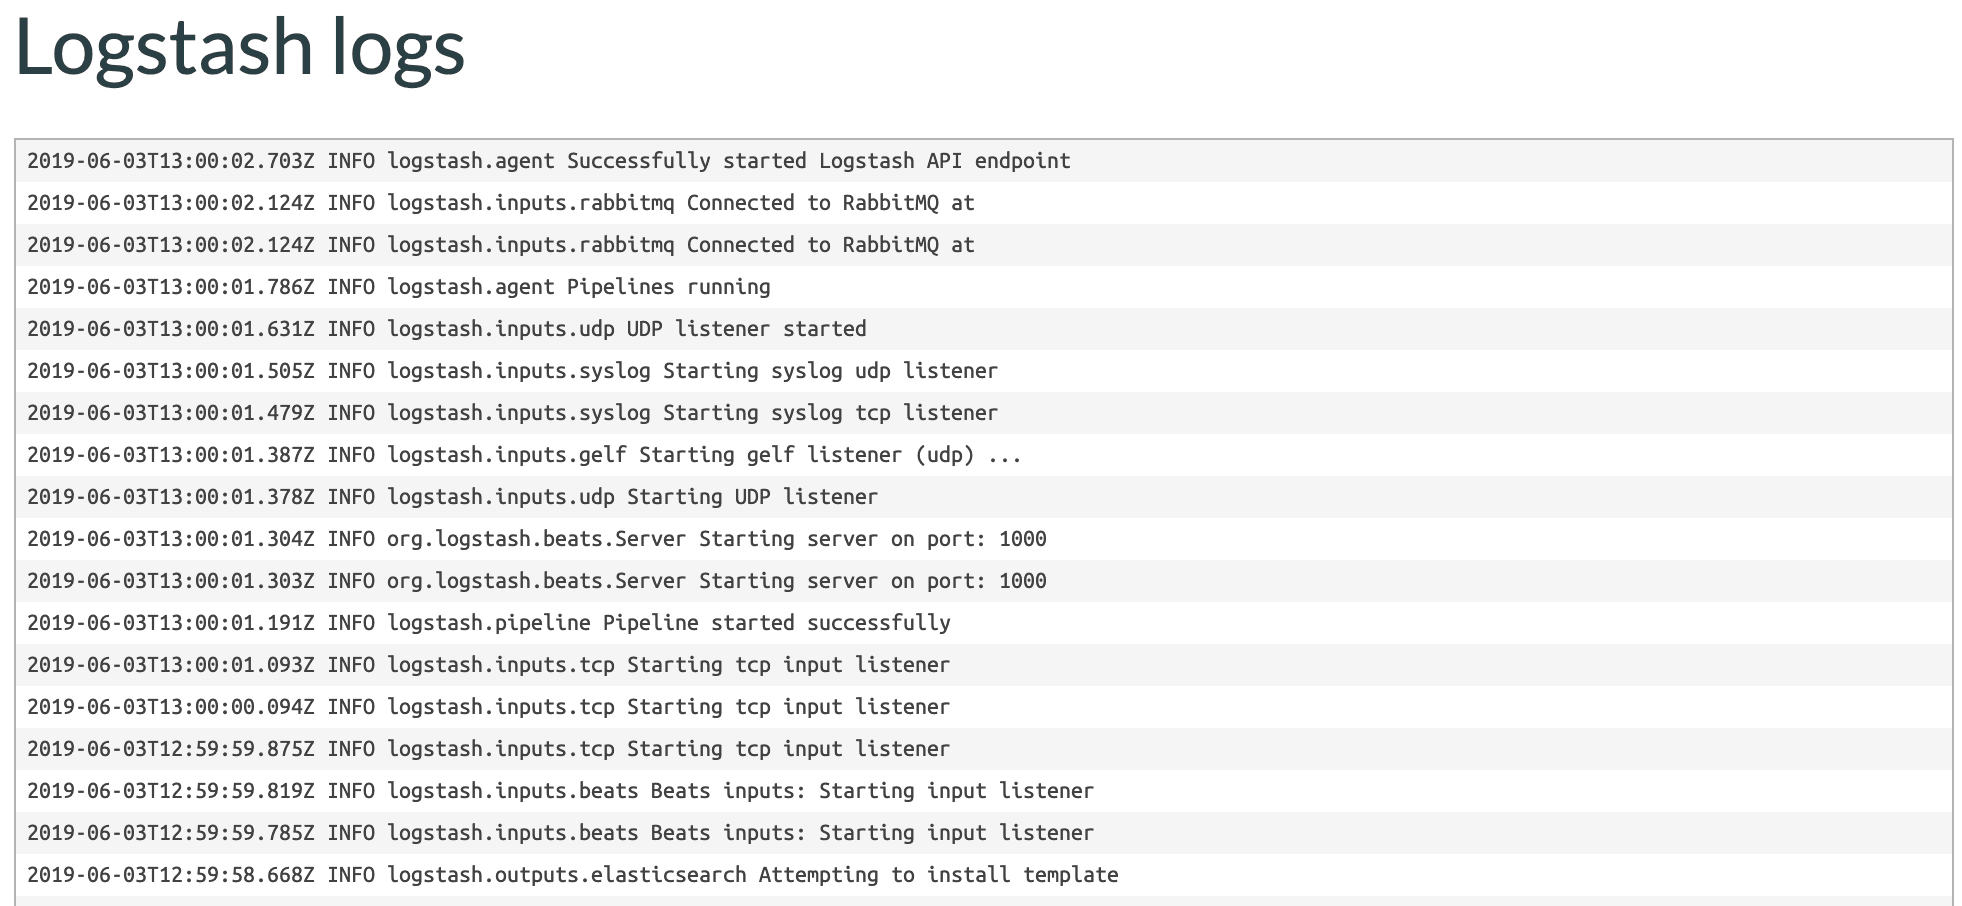 Logstash logs
2019-06-03T13:00:02.703Z INFO logstash.agent Successfully started Logstash API endpoint
2019-06-03T13:00:02.124Z INFO logstash.inputs.rabbitmq Connected to RabbitMQ at
2019-06-03T13:00:02.124Z INFO logstash.inputs.rabbitmq Connected to RabbitMQ at
2019-06-03T13:00:01.786Z INFO logstash.agent Pipelines running
2019-06-03T13:00:01.631Z INFO logstash.inputs.udp UDP listener started
2019-06-03T13:00:01.505Z INFO logstash.inputs.syslog Starting syslog udp listener
2019-06-03T13:00:01.479Z INFO logstash.inputs.syslog Starting syslog tcp listener
2019-06-03T13:00:01.387Z INFO logstash.inputs.gelf Starting gelf listener (udp) ...
2019-06-03T13:00:01.378Z INFO logstash.inputs.udp Starting UDP listener
2019-06-03T13:00:01.304Z INFO org.logstash.beats.Server Starting server on port: 1000
2019-06-03T13:00:01.303Z INFO org.logstash.beats.Server Starting server on port: 1000
2019-06-03T13:00:01.191Z INFO logstash.pipeline Pipeline started successfully
2019-06-03T13:00:01.093Z INFO logstash.inputs.tcp Starting tcp input listener
2019-06-03T13:00:00.094Z INFO logstash.inputs.tcp Starting tcp input listener
2019-06-03T12:59:59.875Z INFO logstash.inputs.tcp Starting tcp input listener
2019-06-03T12:59:59.819Z INFO logstash.inputs.beats Beats inputs: Starting input listener
2019-06-03T12:59:59.785Z INFO logstash.inputs.beats Beats inputs: Starting input listener
2019-06-03T12:59:58.668Z INFO logstash.outputs.elasticsearch Attempting to install template